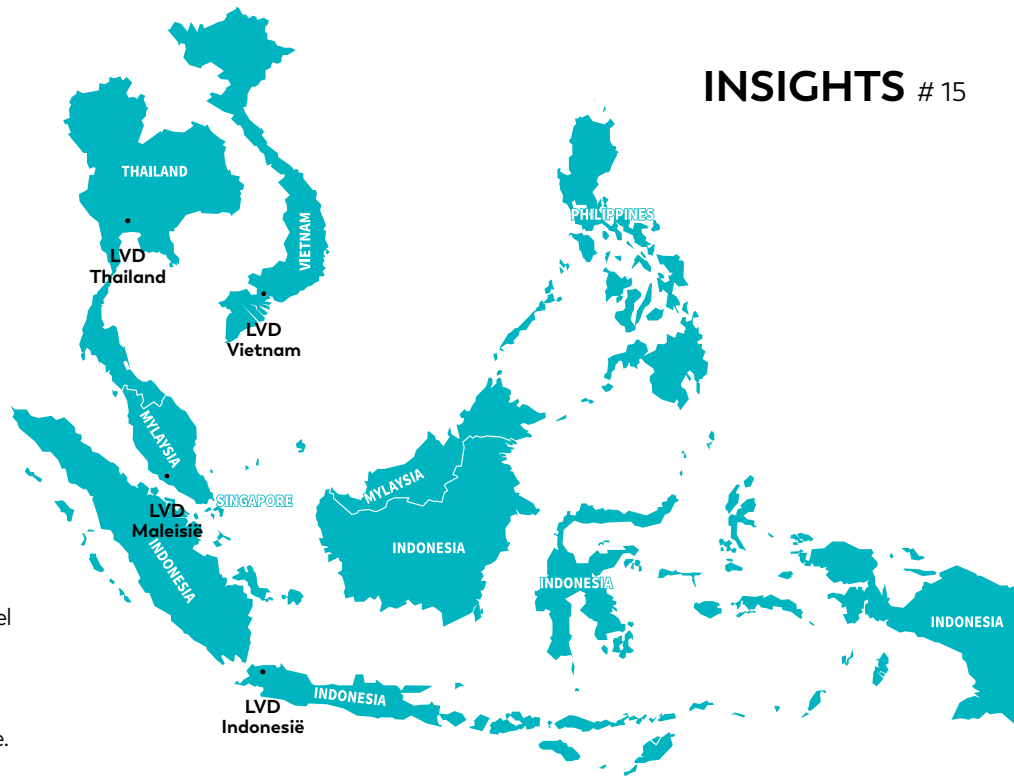 INSIGHTS # 15
THAILAND
PHILIPPINES
VIETNAM
LVD
Thailand
LVD
Vietnam
MYLAYSIA
MYLAYSIA
SINGAPORE
LVD
Maleisië
INDONESIA
INDONESIA
INDONESIA
INDONESIA
el
INDONESIA
LVD
Indonesië
e.